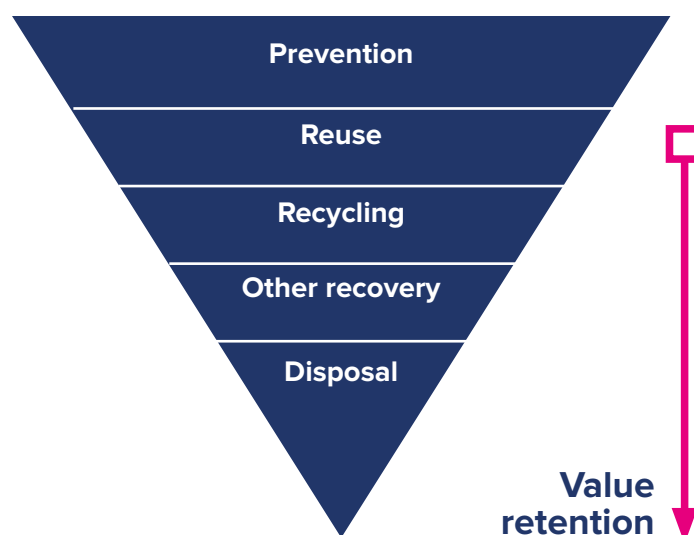 Prevention
Reuse
Recycling
Other recovery
Disposal
Value
retention